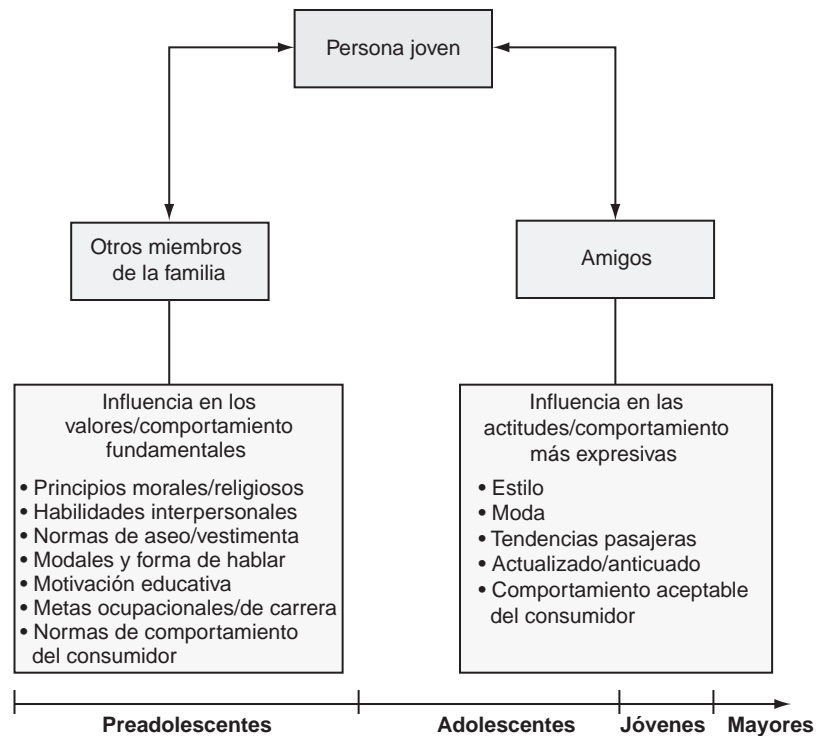 Persona joven
Otros miembros
de la familia
Amigos
Influencia en los
valores/comportamiento
fundamentales
• Principios morales/religiosos
• Habilidades interpersonales
• Normas de aseo/vestimenta
• Modales y forma de hablar
• Motivación educativa
• Metas ocupacionales/de carrera
• Normas de comportamiento
del consumidor
Influencia en las
actitudes/comportamiento
más expresivas
• Estilo
• Moda
• Tendencias pasajeras
• Actualizado/anticuado
• Comportamiento aceptable
del consumidor
Preadolescentes Adolescentes Jóvenes Mayores